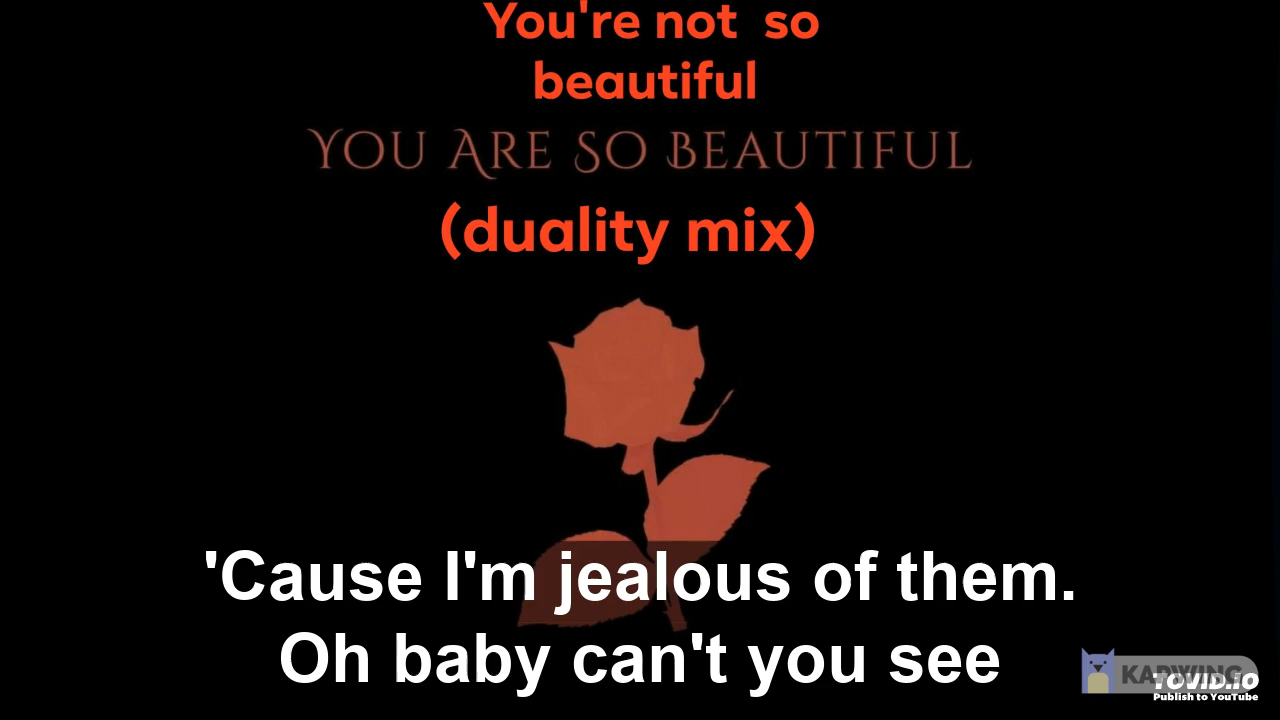 You're not so
beautiful
YOU ARE SO BEAUTIFUL
(duality mix)
'Cause I'm jealous of them.
Oh baby can't you see
KAPWING
TOVID.IO
Publish to YouTube